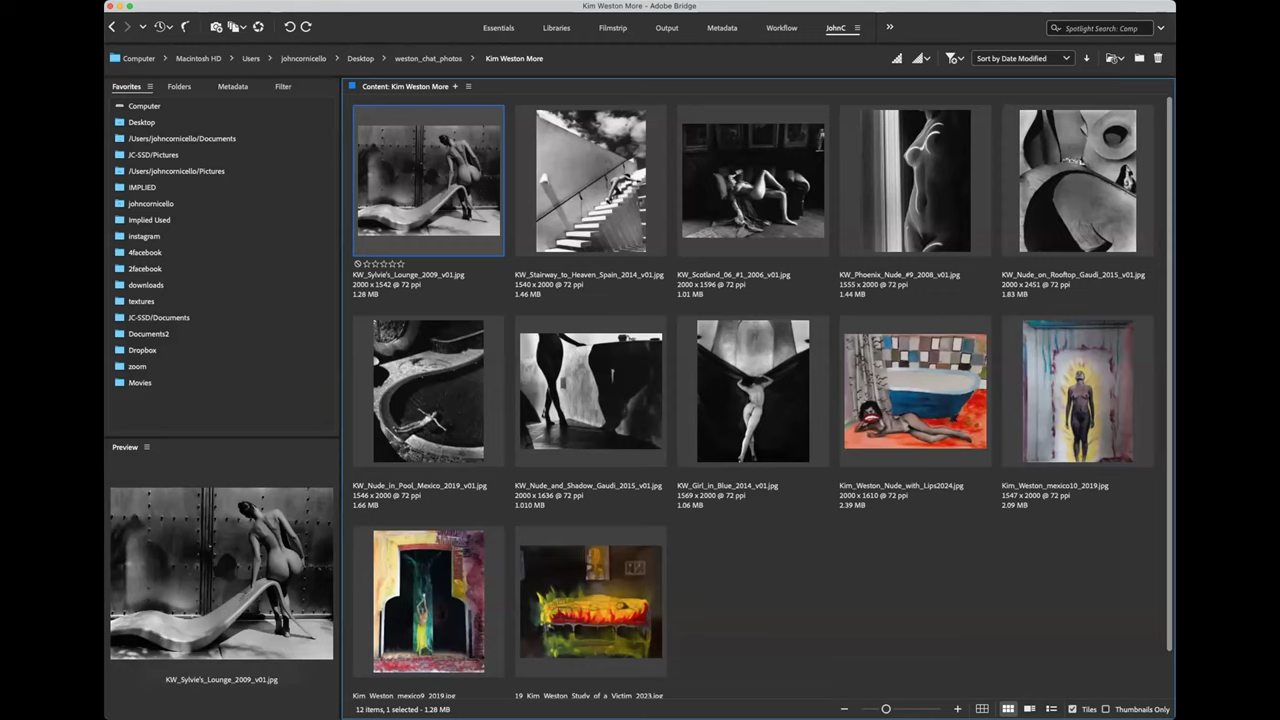 Kim Weston More - Adobe Bridge
Essentials Libraries Filmstrip Output Metadata Workflow JohnC
Spotlight Search: Comp
Computer Macintosh HD Users johncornicello Desktop weston_chat_photos Kim Weston More
Sort by Date Modified
Favorites Folders Metadata Filter
Content: Kim Weston More
Computer
Desktop
/Users/johncornicello/Documents
JC-SSD/Pictures
/Users/johncornicello/Pictures
IMPLIED
johncornicello
Implied Used
instagram
4facebook
2facebook
downloads
textures
JC-SSD/Documents
Documents2
Dropbox
zoom
Movies
Preview
KW_Sylvie's_Lounge_2009_v01.jpg
KW_Sylvie's_Lounge_2009_v01.jpg
2000 x 1542 @ 72 ppi
1.28 MB
KW_Stairway_to_Heaven_Spain_2014_v01.jpg
1540 x 2000 @ 72 ppi
1.46 MB
KW_Scotland_06_#1_2006_v01.jpg
2000 x 1596 @ 72 ppi
1.01 MB
KW_Phoenix_Nude_#9_2008_v01.jpg
1555 x 2000 @ 72 ppi
1.44 MB
KW_Nude_on_Rooftop_Gaudi_2015_v01.jpg
2000 x 2451 @ 72 ppi
1.83 MB
KW_Nude_in_Pool_Mexico_2019_v01.jpg
1546 x 2000 @ 72 ppi
1.66 MB
KW_Nude_and_Shadow_Gaudi_2015_v01.jpg
2000 x 1636 @ 72 ppi
1.010 MB
KW_Girl_in_Blue_2014_v01.jpg
1569 x 2000 @ 72 ppi
1.06 MB
Kim_Weston_Nude_with_Lips2024.jpg
2000 x 1610 @ 72 ppi
2.39 MB
Kim_Weston_mexico10_2019.jpg
1547 x 2000 @ 72 ppi
2.09 MB
Kim_Weston_mexico9_2019.jpg
19_Kim_Weston_Study_of_a_Victim_2023.jpg
12 items, 1 selected - 1.28 MB
Tiles Thumbnails Only